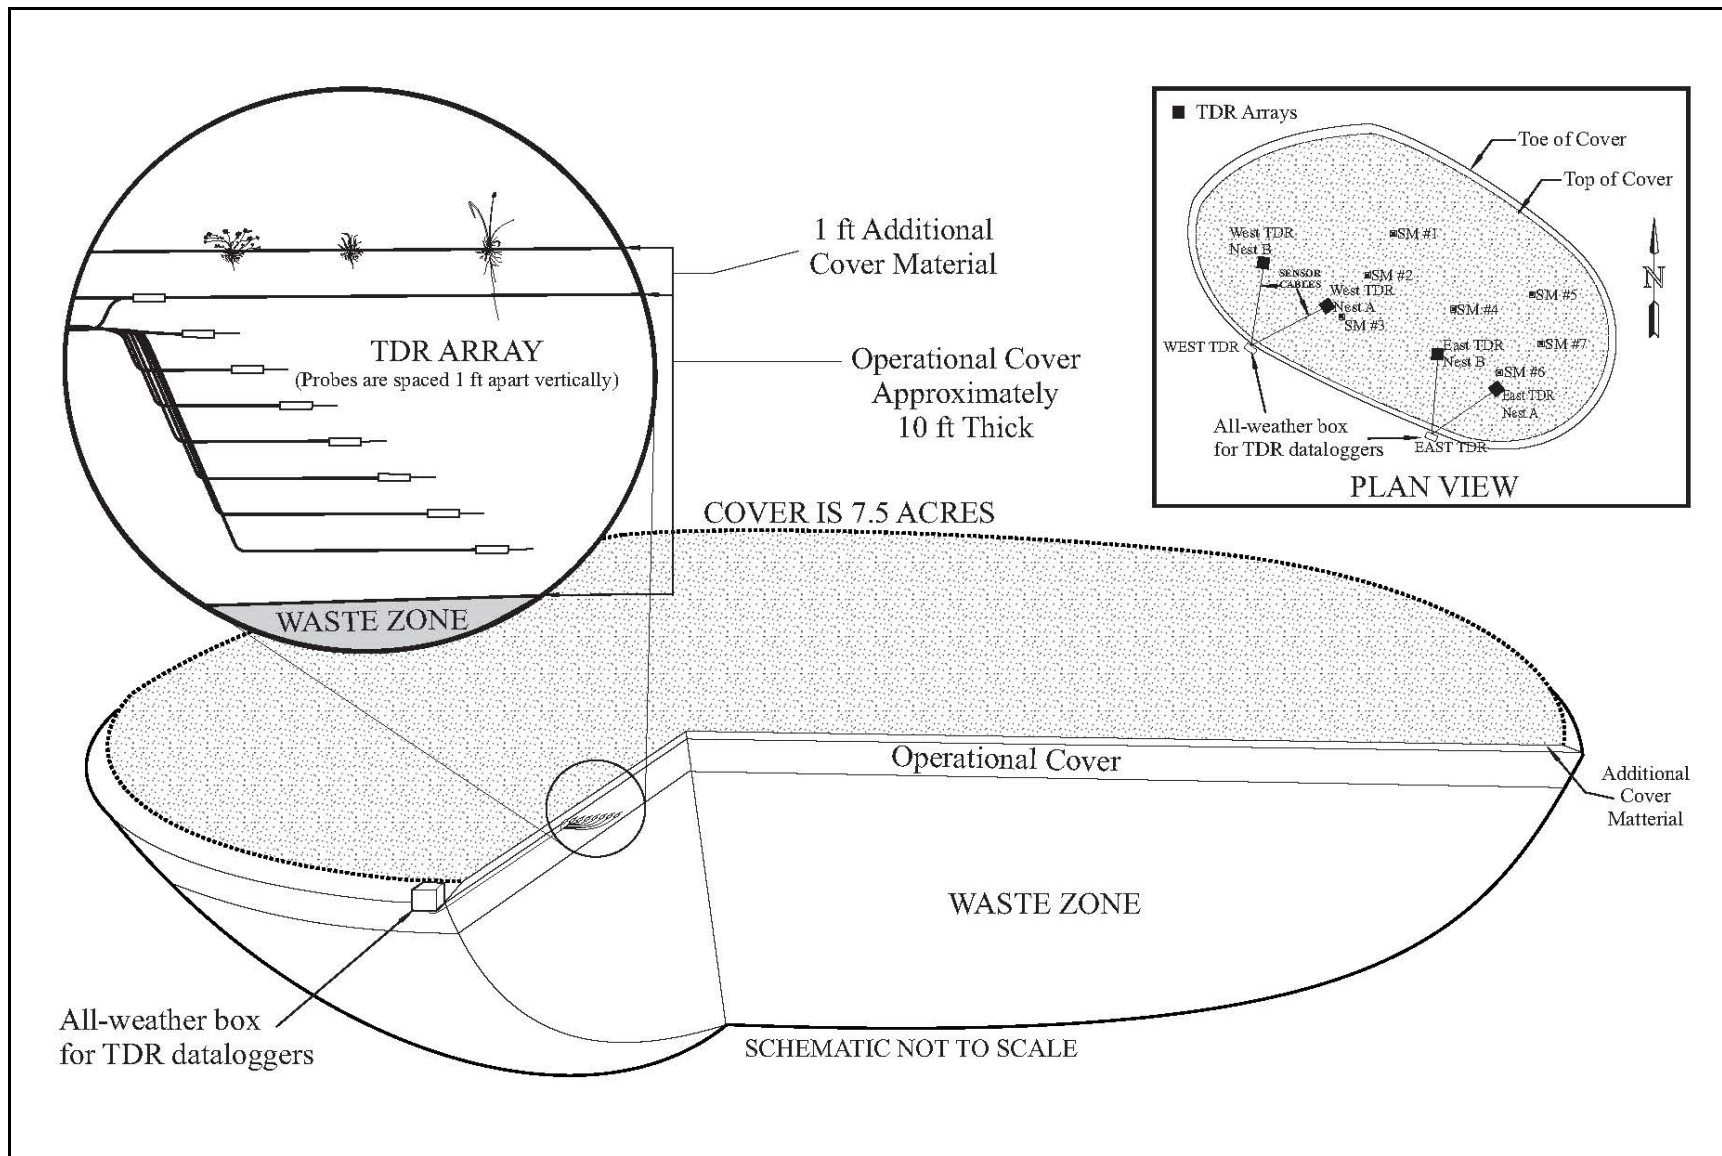 1 ft Additional
Cover Material
TDR ARRAY
(Probes are spaced 1 ft apart vertically)
Operational Cover
Approximately
10 ft Thick
WASTE ZONE
TDR Arrays
Toe of Cover
Top of Cover
West TDR
Nest B
SM #1
SENSOR
CABLES
SM #2
West TDR
Nest A
SM #3
SM #4
SM #5
N
WEST TDR
East TDR
Nest B
SM #7
SM #6
East TDR
Nest A
All-weather box
for TDR dataloggers
EAST TDR
PLAN VIEW
COVER IS 7.5 ACRES
Operational Cover
Additional
Cover
Matterial
WASTE ZONE
All-weather box
for TDR dataloggers
SCHEMATIC NOT TO SCALE